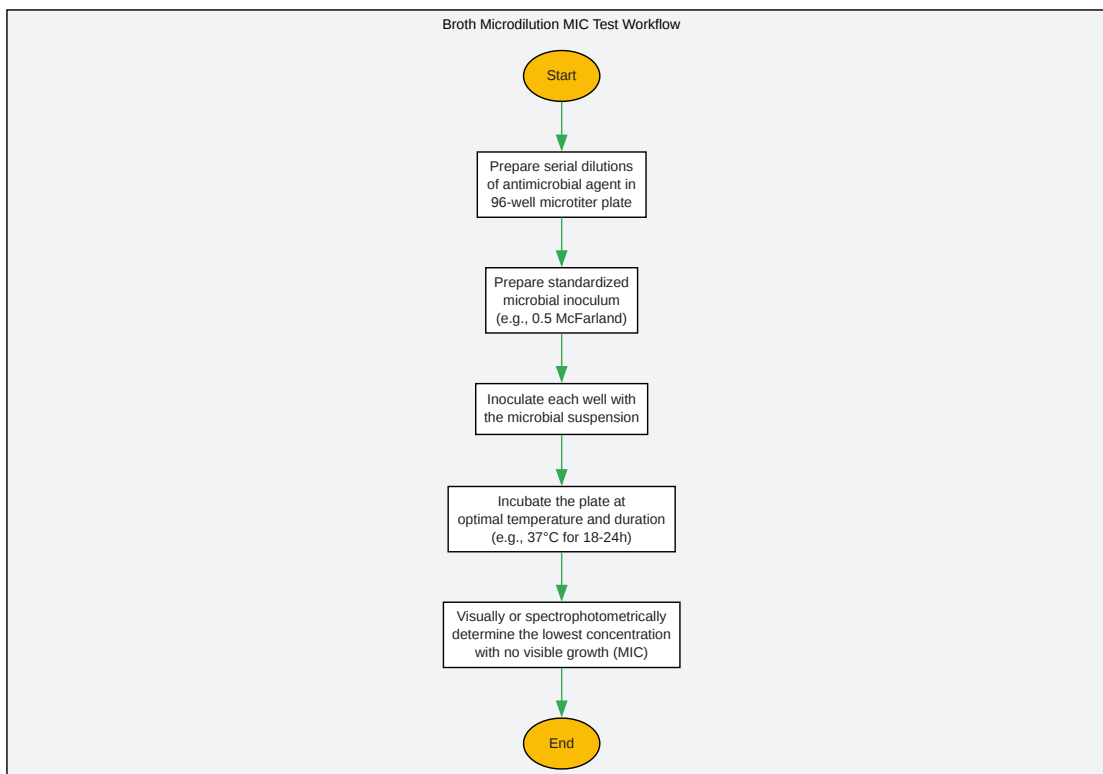 Broth Microdilution MIC Test Workflow
Start
Prepare serial dilutions
of antimicrobial agent in
96-well microtiter plate
Prepare standardized
microbial inoculum
(e.g., 0.5 McFarland)
Inoculate each well with
the microbial suspension
Incubate the plate at
optimal temperature and duration
(e.g., 37°C for 18-24h)
Visually or spectrophotometrically
determine the lowest concentration
with no visible growth (MIC)
End